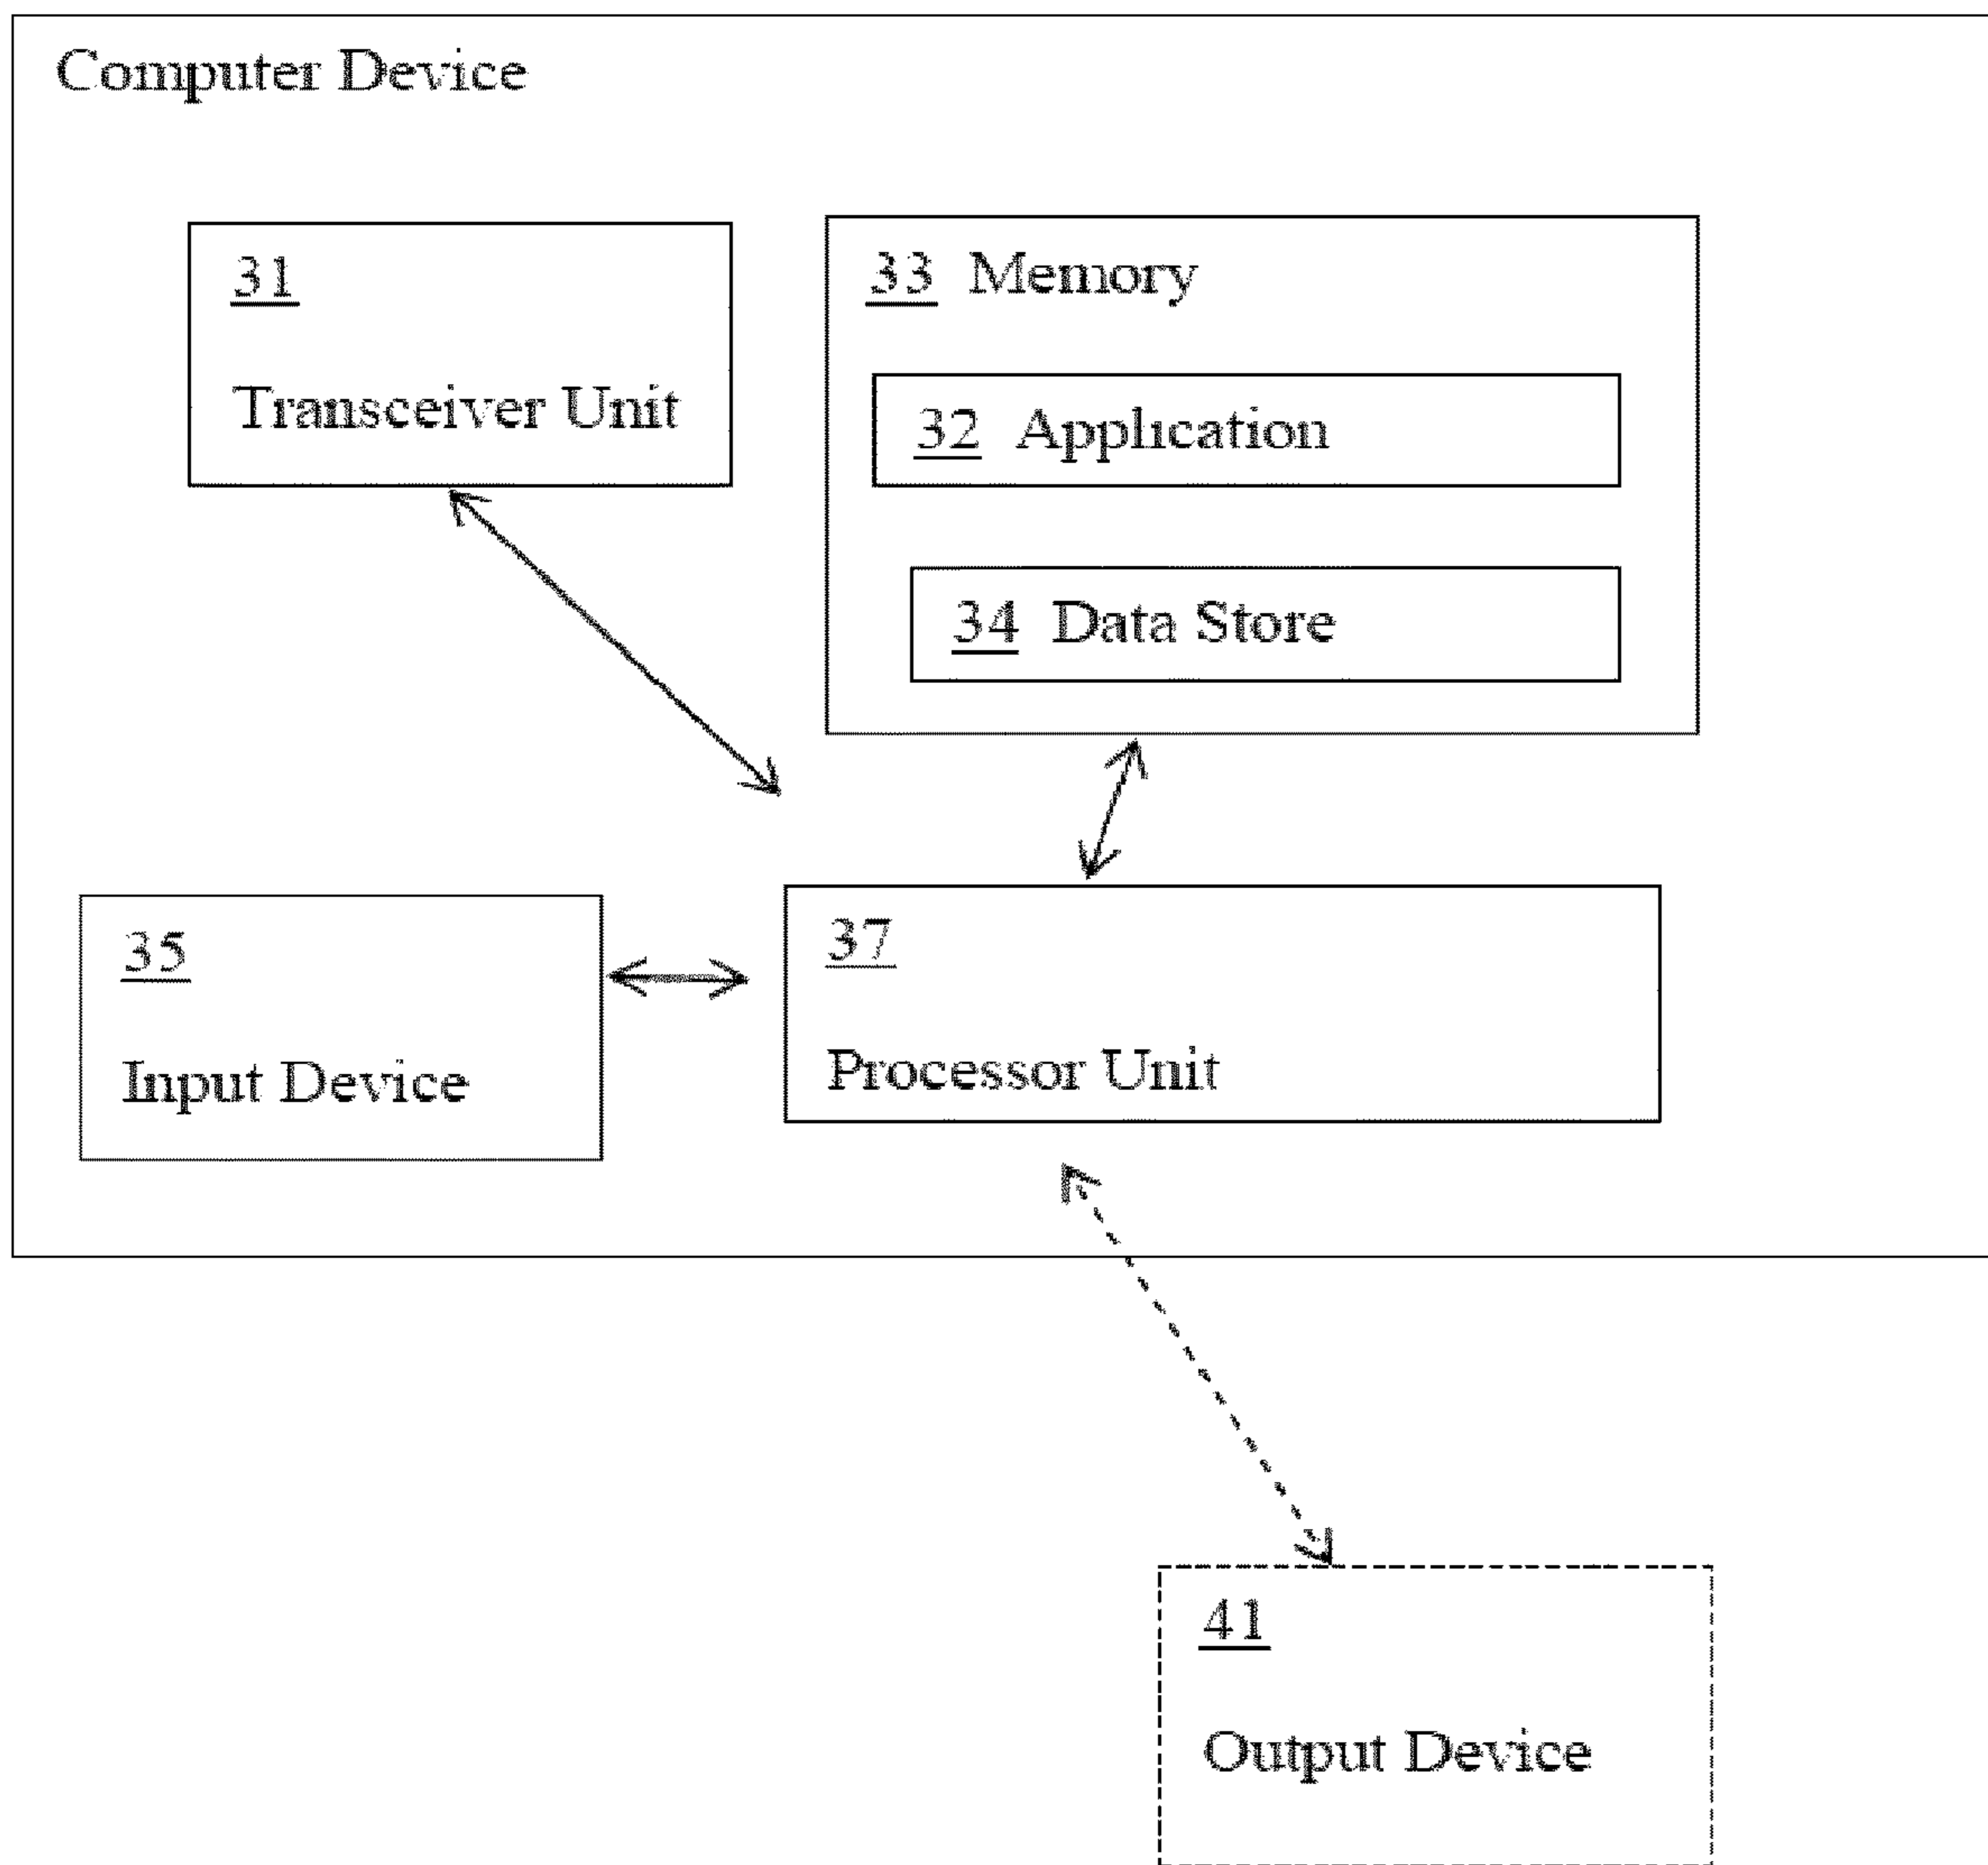 Computer Device
31
Transceiver Unit
33 Memory
32 Application
34 Data Store
35
Input Device
37
Processor Unit
41
Output Device